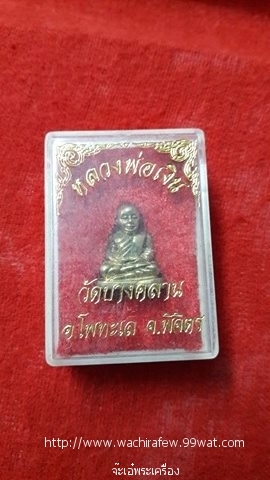 หลวงพ่อเงิน
วัดบางคลาน
อ.โพทะเล จ.พิจิตร
http://www.wachirafew.99wat.com
จ๊ะเอ๋พระเครื่อง